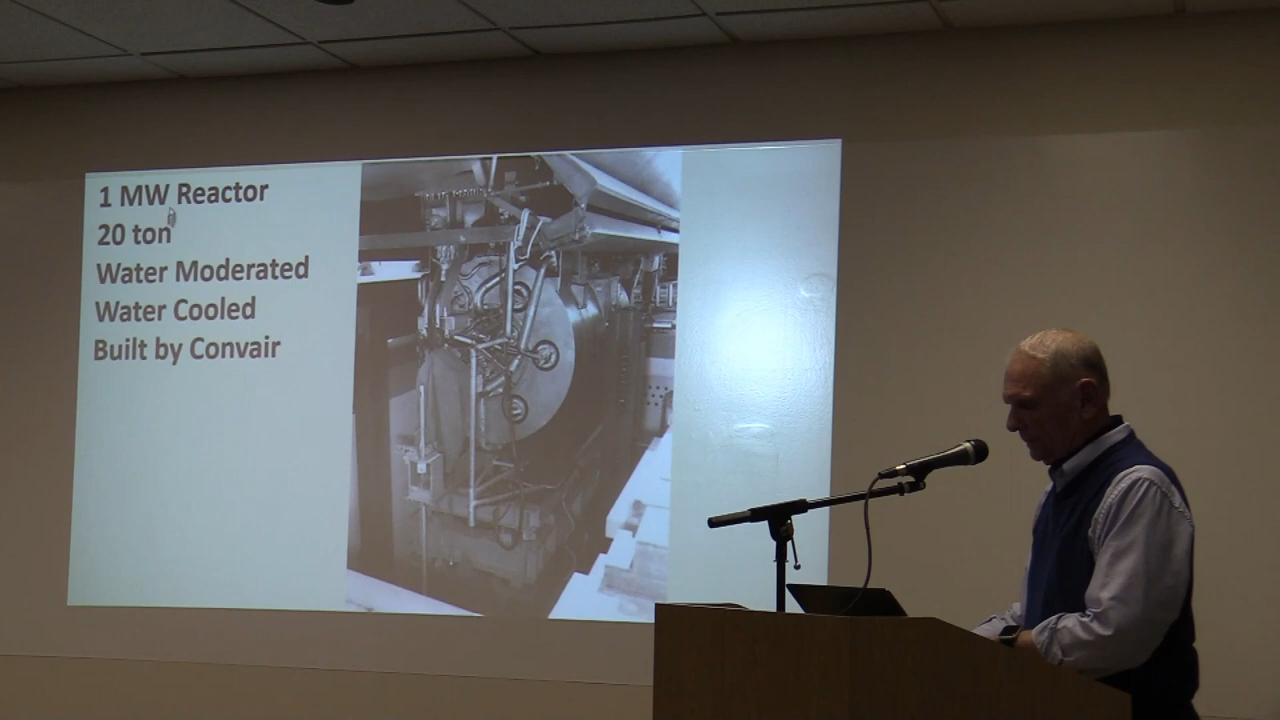 1 MW Reactor
20 ton
Water Moderated
Water Cooled
Built by Convair